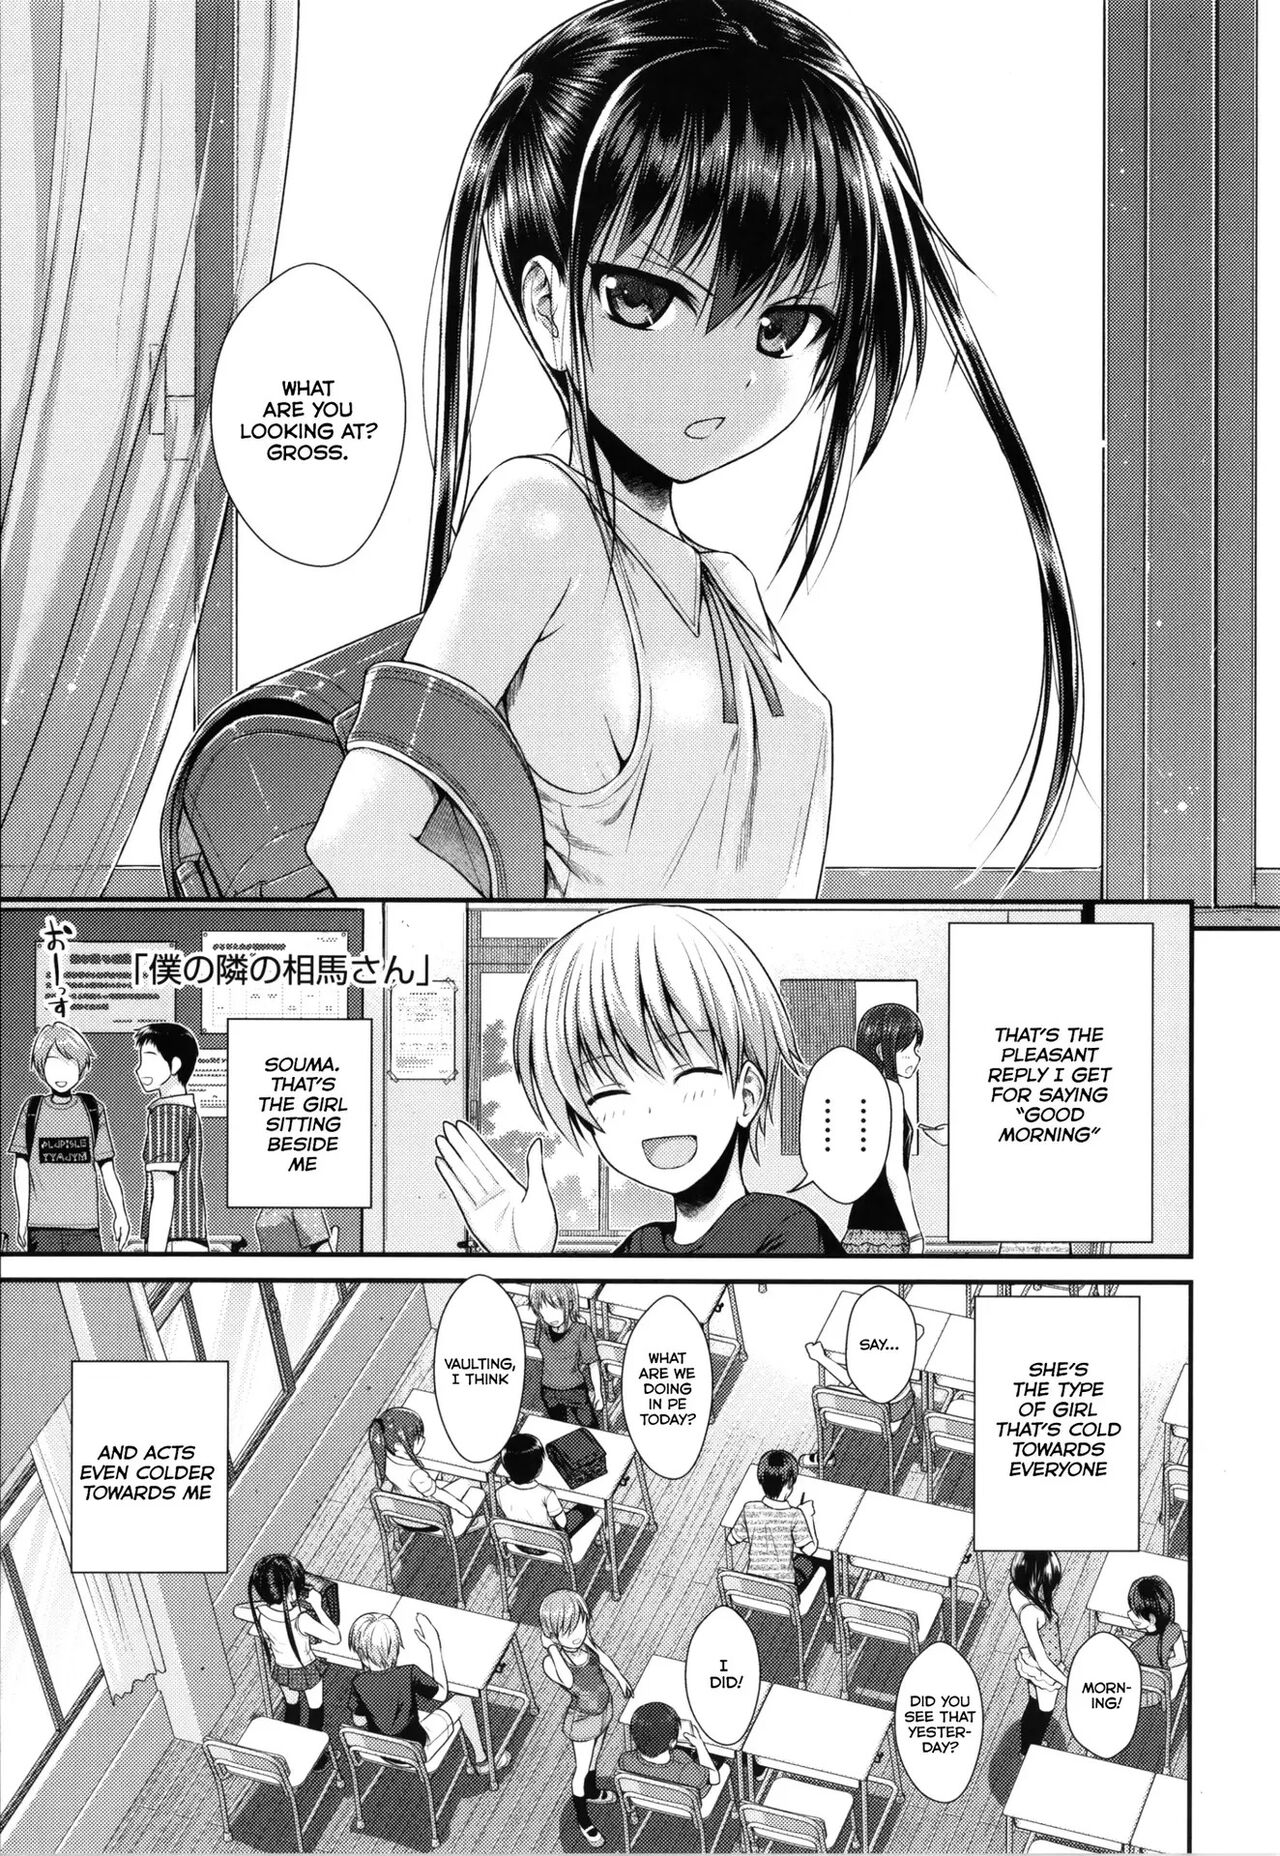 WHAT
ARE YOU
LOOKING AT?
GROSS.
THAT'S THE
PLEASANT
REPLY I GET
FOR SAYING
"GOOD
MORNING"
………
「僕の隣の相馬さん」
おーっす
SOUMA.
THAT'S
THE GIRL
SITTING
BESIDE
ME
PLJPISLE
TYAJYM
SHE'S
THE TYPE
OF GIRL
THAT'S COLD
TOWARDS
EVERYONE
SAY...
WHAT
ARE WE
DOING
IN PE
TODAY?
VAULTING,
I THINK
AND ACTS
EVEN COLDER
TOWARDS ME
MORN-
ING!
DID YOU
SEE THAT
YESTER-
DAY?
I
DID!